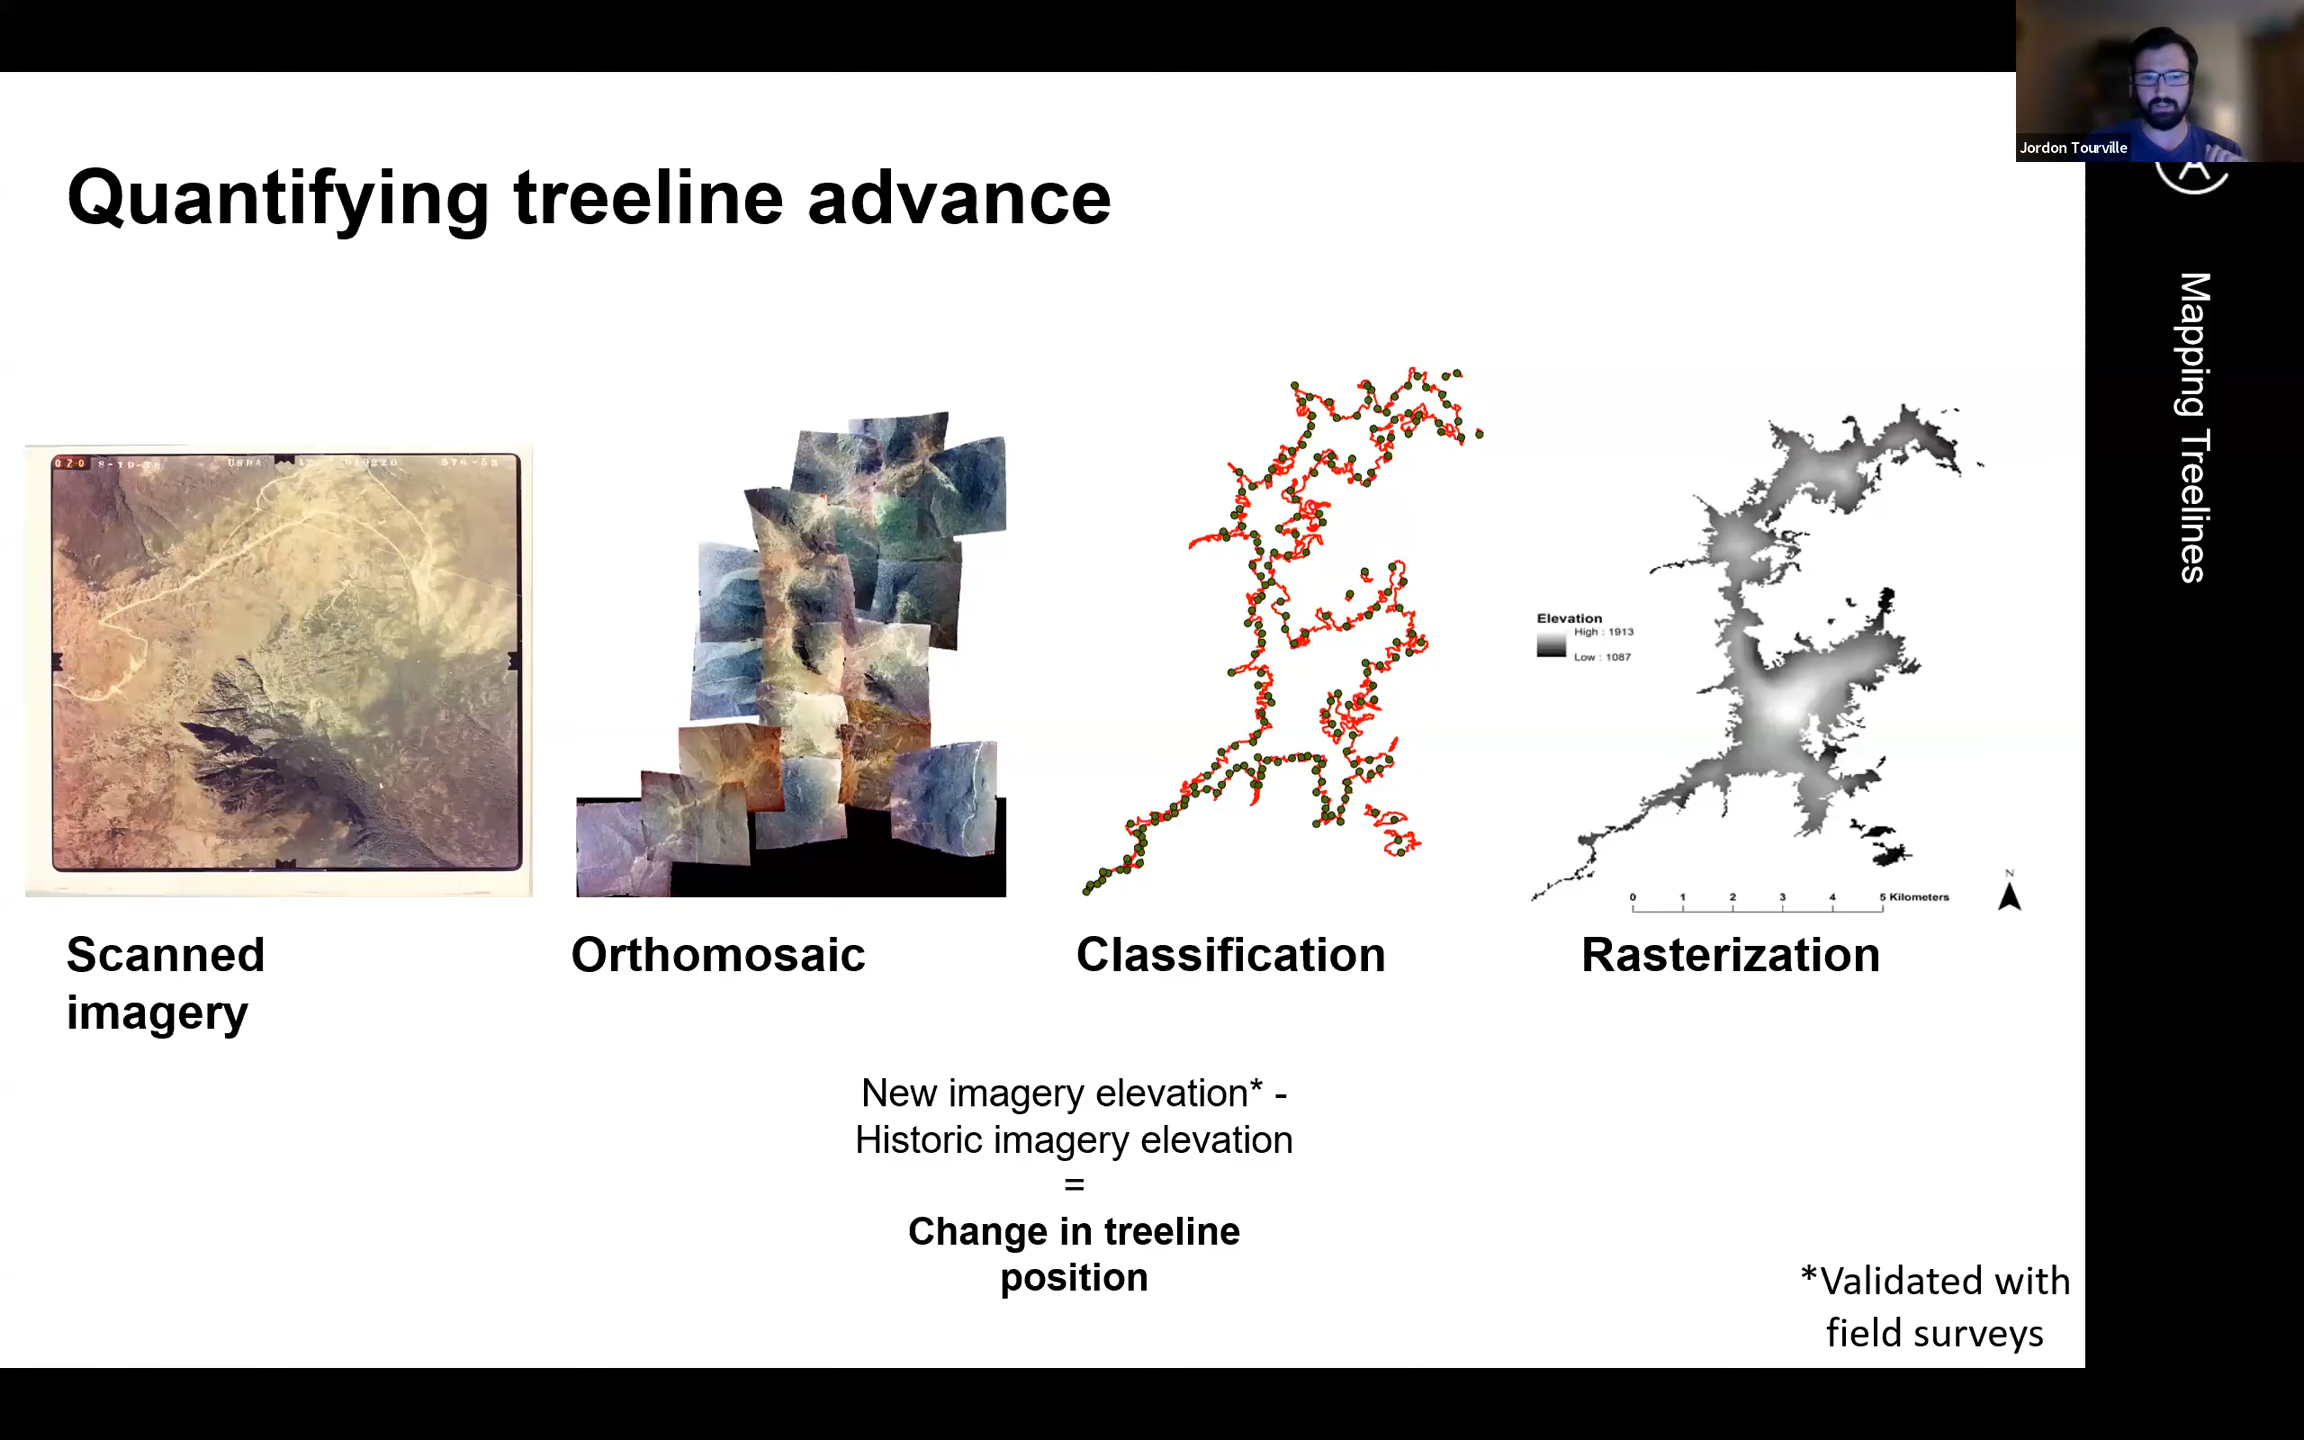 Jordon Tourville
Quantifying treeline advance
Mapping Treelines
USDA
Elevation
High : 1913
Low : 1087
N
0 1 2 3 4 5 Kilometers
Scanned
imagery
Orthomosaic
Classification
Rasterization
New imagery elevation* -
Historic imagery elevation
=
Change in treeline
position
*Validated with
field surveys